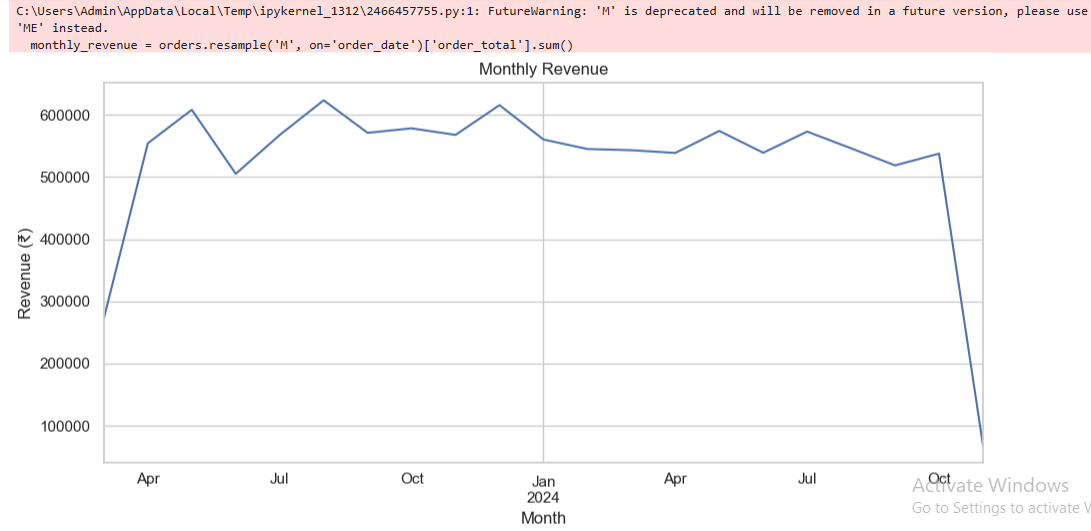 C:\Users\Admin\AppData\Local\Temp\ipykernel_1312\2466457755.py:1: FutureWarning: 'M' is deprecated and will be removed in a future version, please use
'ME' instead.
  monthly_revenue = orders.resample('M', on='order_date')['order_total'].sum()
Monthly Revenue
Revenue (₹)
600000
500000
400000
300000
200000
100000
Apr Jul Oct Jan Apr Jul Oct
2024
Month
Activate Windows
Go to Settings to activate